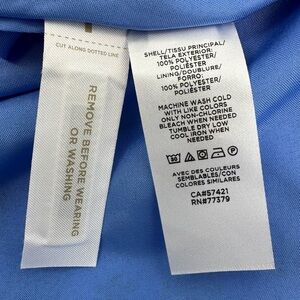 CUT ALONG DOTTED LINE
REMOVE BEFORE WEARING
OR WASHING
SHELL/TISSU PRINCIPAL/
TELA EXTERIOR:
100% POLYESTER/
POLIÉSTER
LINING/DOUBLURE/
FORRO:
100% POLYESTER/
POLIÉSTER
MACHINE WASH COLD
WITH LIKE COLORS
ONLY NON-CHLORINE
BLEACH WHEN NEEDED
TUMBLE DRY LOW
COOL IRON WHEN
NEEDED
AVEC DES COULEURS
SEMBLABLES/CON
COLORES SIMILARES
CA#57421
RN#77379